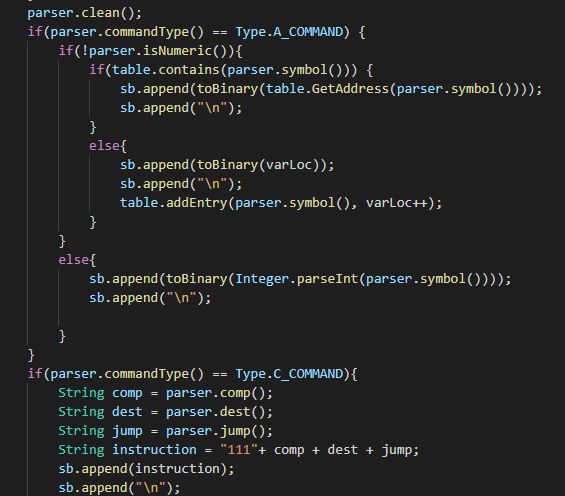 parser.clean();
if(parser.commandType() == Type.A_COMMAND) {
if(!parser.isNumeric()){
if(table.contains(parser.symbol())) {
sb.append(toBinary(table.GetAddress(parser.symbol())));
sb.append("\n");
}
else{
sb.append(toBinary(varLoc));
sb.append("\n");
table.addEntry(parser.symbol(), varLoc++);
}
}
else{
sb.append(toBinary(Integer.parseInt(parser.symbol())));
sb.append("\n");
}
}
if(parser.commandType() == Type.C_COMMAND){
String comp = parser.comp();
String dest = parser.dest();
String jump = parser.jump();
String instruction = "111"+ comp + dest + jump;
sb.append(instruction);
sb.append("\n");